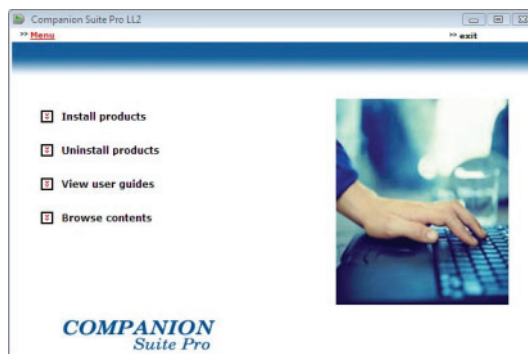 Companion Suite Pro LL2
>> Menu
>> exit
Install products
Uninstall products
View user guides
Browse contents
COMPANION
Suite Pro